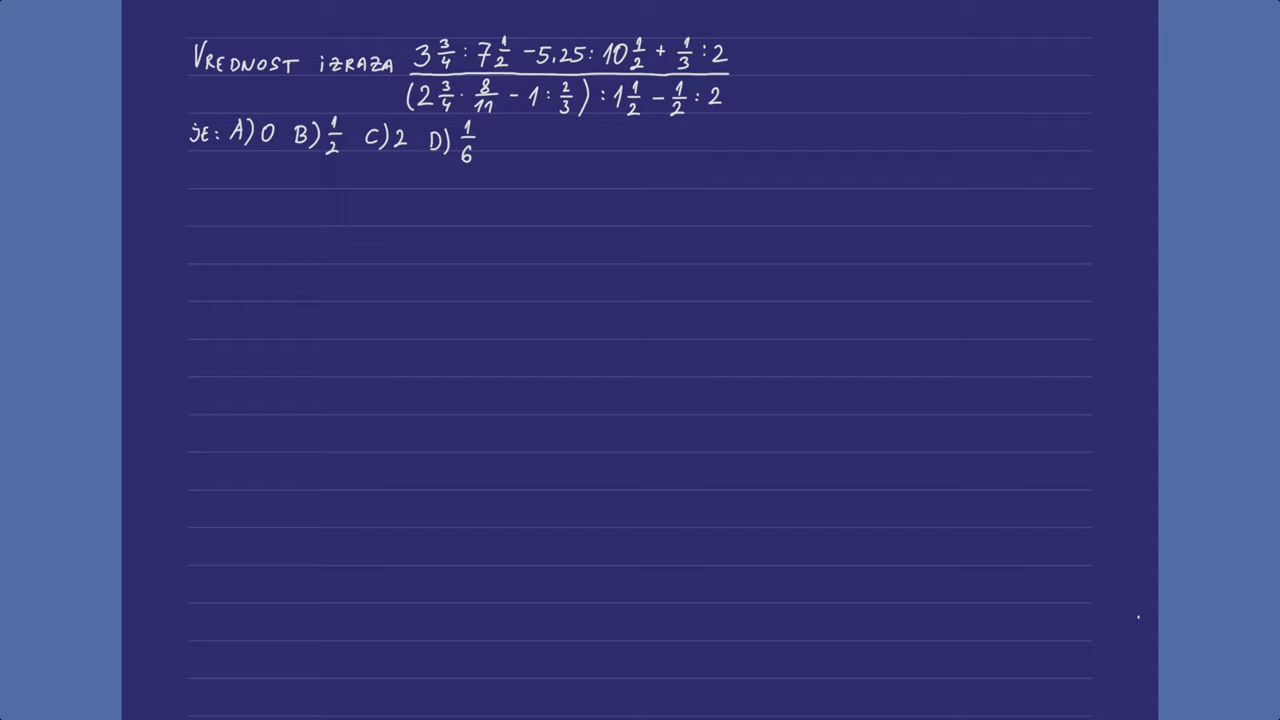 VREDNOST IZRAZA (3 3/4 : 7 1/2 - 5.25 : 10 1/2 + 1/3 : 2) / ((2 3/4 · 8/11 - 1 : 2/3) : 1 1/2 - 1/2 : 2)
JE: A) 0 B) 1/2 C) 2 D) 1/6